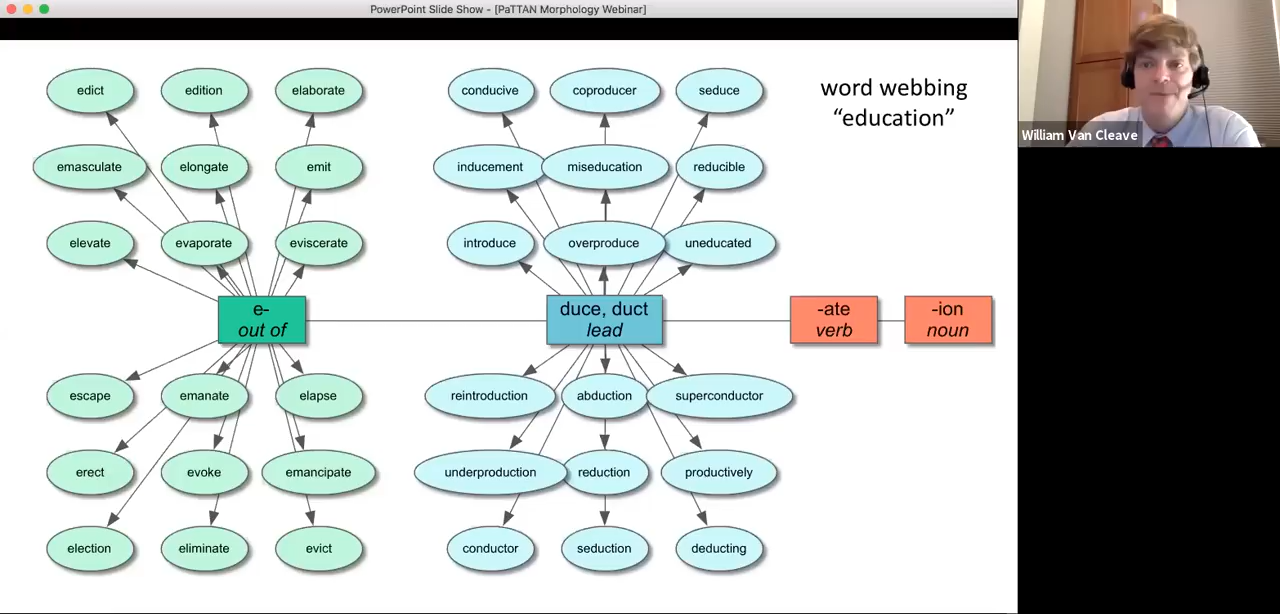 PowerPoint Slide Show - [PaTTAN Morphology Webinar]
William Van Cleave
word webbing
“education”
edict
edition
elaborate
emasculate
elongate
emit
elevate
evaporate
eviscerate
e-
out of
escape
emanate
elapse
erect
evoke
emancipate
election
eliminate
evict
conducive
coproducer
seduce
inducement
miseducation
reducible
introduce
overproduce
uneducated
duce, duct
lead
reintroduction
abduction
superconductor
underproduction
reduction
productively
conductor
seduction
deducting
-ate
verb
-ion
noun